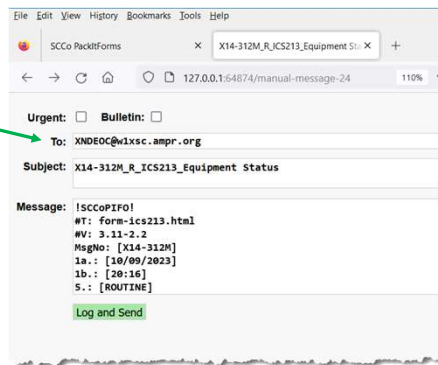 File Edit View History Bookmarks Tools Help
SCCo PackItForms × X14-312M_R_ICS213_Equipment Sta × +
127.0.0.1:64874/manual-message-24 110%
Urgent: Bulletin:
To: XNDEOC@w1xsc.ampr.org
Subject: X14-312M_R_ICS213_Equipment Status
Message: !SCCoPIFO!
#T: form-ics213.html
#V: 3.11-2.2
MsgNo: [X14-312M]
1a.: [10/09/2023]
1b.: [20:16]
5.: [ROUTINE]
Log and Send